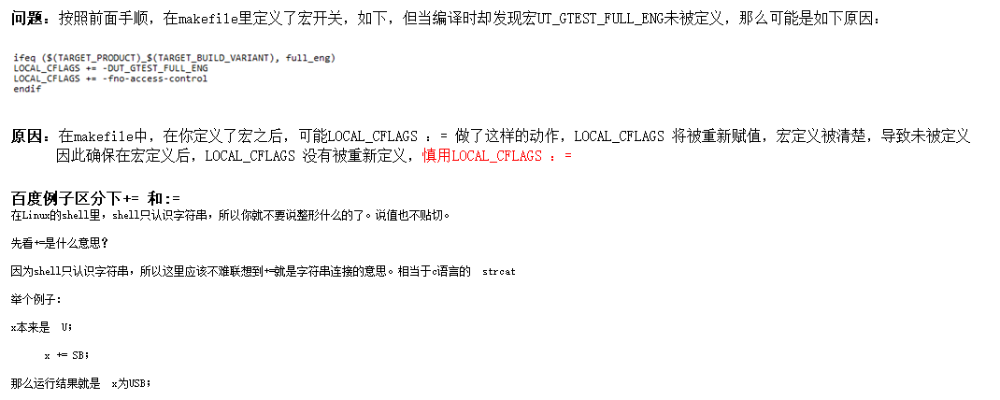 问题：按照前面手顺，在makefile里定义了宏开关，如下，但当编译时却发现宏UT_GTEST_FULL_ENG未被定义，那么可能是如下原因：
ifeq ($(TARGET_PRODUCT)_$(TARGET_BUILD_VARIANT), full_eng)
LOCAL_CFLAGS += -DUT_GTEST_FULL_ENG
LOCAL_CFLAGS += -fno-access-control
endif
原因：在makefile中，在你定义了宏之后，可能LOCAL_CFLAGS ：= 做了这样的动作，LOCAL_CFLAGS 将被重新赋值，宏定义被清楚，导致未被定义
因此确保在宏定义后，LOCAL_CFLAGS 没有被重新定义，慎用LOCAL_CFLAGS ：=
百度例子区分下+= 和:=
在Linux的shell里，shell只认识字符串，所以你就不要说整形什么的了。说值也不贴切。
先看+=是什么意思？
因为shell只认识字符串，所以这里应该不难联想到+=就是字符串连接的意思。相当于c语言的 strcat
举个例子：
x本来是 U；
x += SB；
那么运行结果就是 x为USB；